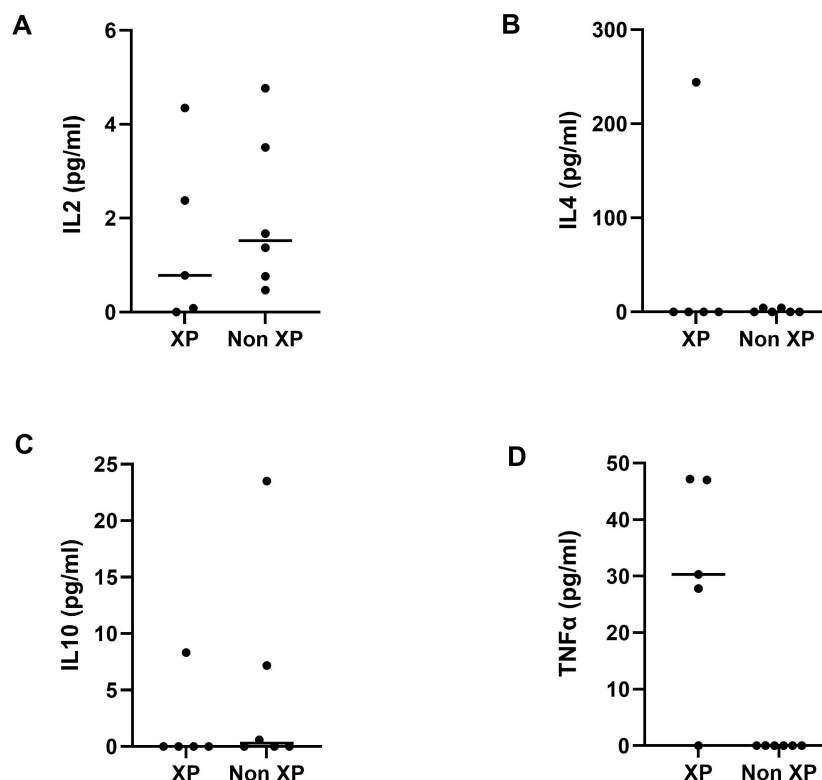 A
IL2 (pg/ml)
6
4
2
0
XP Non XP
B
IL4 (pg/ml)
300
200
100
0
XP Non XP
C
IL10 (pg/ml)
25
20
15
10
5
0
XP Non XP
D
TNFα (pg/ml)
50
40
30
20
10
0
XP Non XP